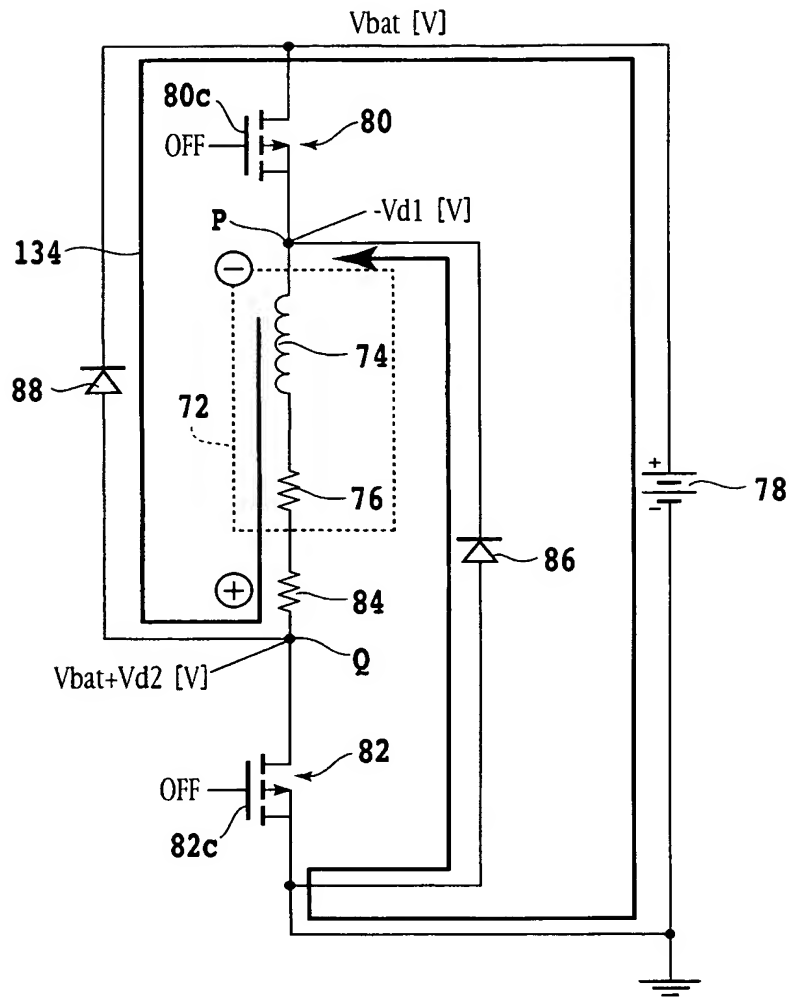 Vbat [V]
80c
OFF
80
P
-Vd1 [V]
134
−
74
88
72
+
−
78
76
86
+
84
Q
Vbat+Vd2 [V]
82
OFF
82c